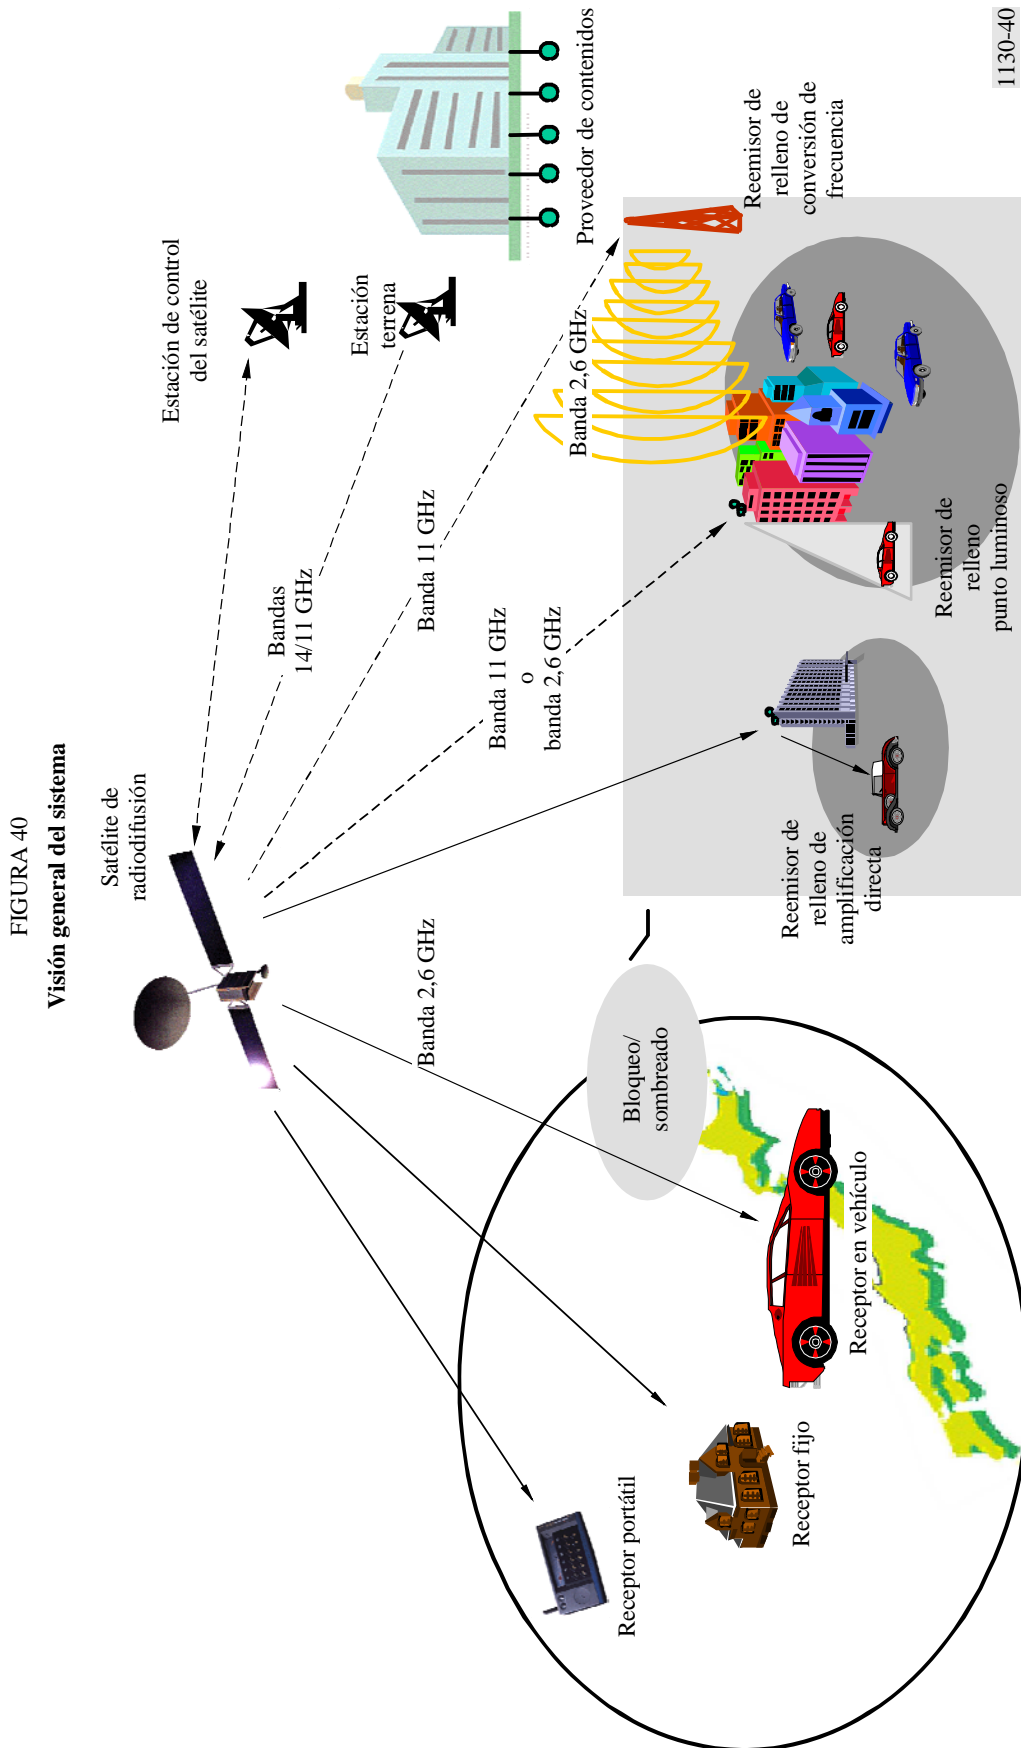 FIGURA 40
Visión general del sistema
Satélite de
radiodifusión
Estación de control
del satélite
Estación
terrena
Proveedor de contenidos
Bandas
14/11 GHz
Banda 11 GHz
Banda 11 GHz
o
banda 2,6 GHz
Banda 2,6 GHz
Banda 2,6 GHz
Bloqueo/
sombreado
Receptor portátil
Receptor fijo
Receptor en vehículo
Reemisor de
relleno de
amplificación
directa
Reemisor de
relleno
punto luminoso
Reemisor de
relleno de
conversión de
frecuencia
1130-40